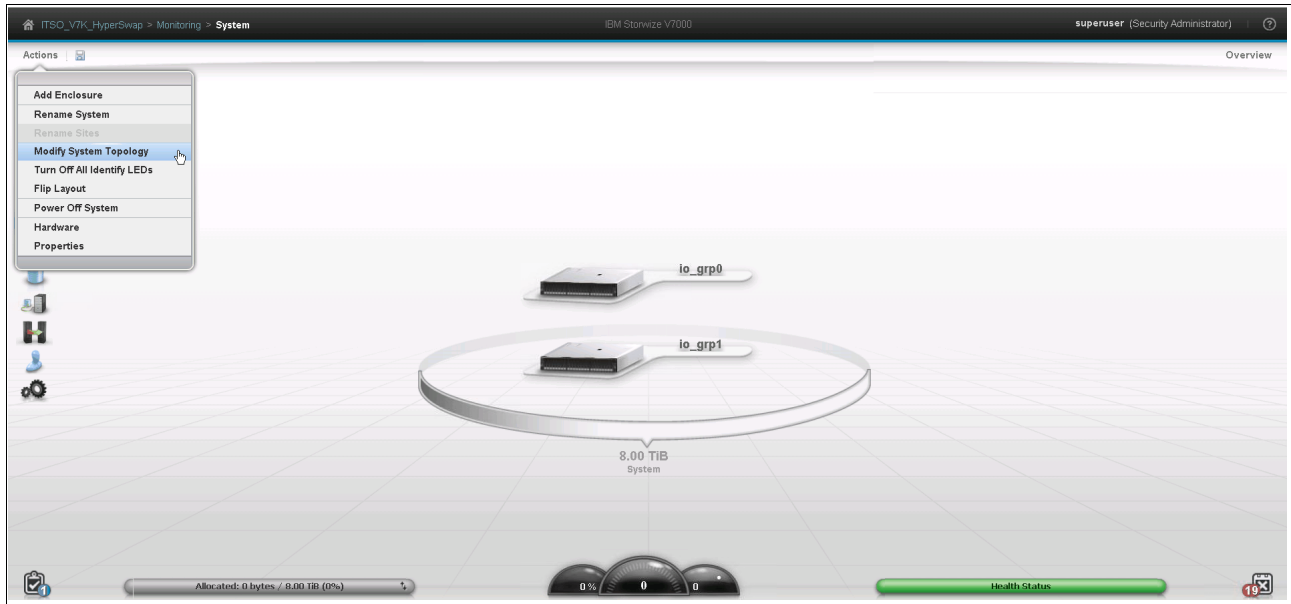 ITSO_V7K_HyperSwap > Monitoring > System
IBM Storwize V7000
superuser (Security Administrator)
?
Actions
Overview
Add Enclosure
Rename System
Rename Sites
Modify System Topology
Turn Off All Identify LEDs
Flip Layout
Power Off System
Hardware
Properties
io_grp0
io_grp1
8.00 TiB
System
1
Allocated: 0 bytes / 8.00 TiB (0%)
0%
0
0
Health Status
19